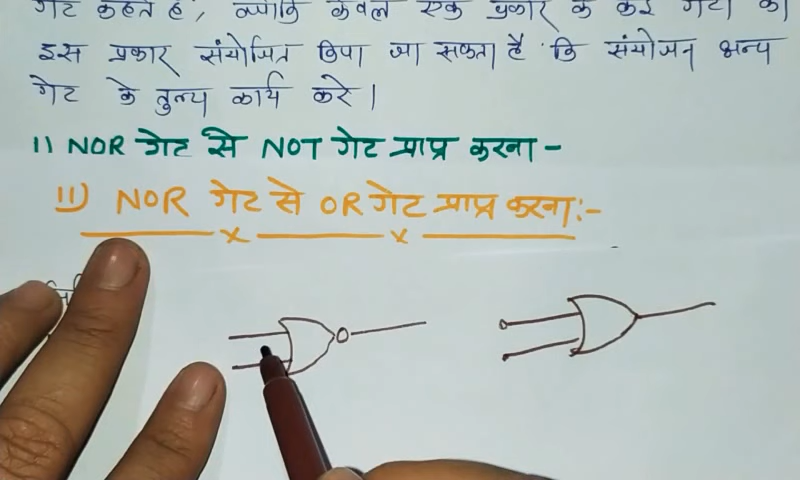 गेट कहते हैं, क्योंकि केवल एक प्रकार के कई गेटों को
इस प्रकार संयोजित किया जा सकता है कि संयोजन अन्य
गेट के तुल्य कार्य करे।
1) NOR गेट से NOT गेट प्राप्त करना -
11) NOR गेट से OR गेट प्राप्त करना:-